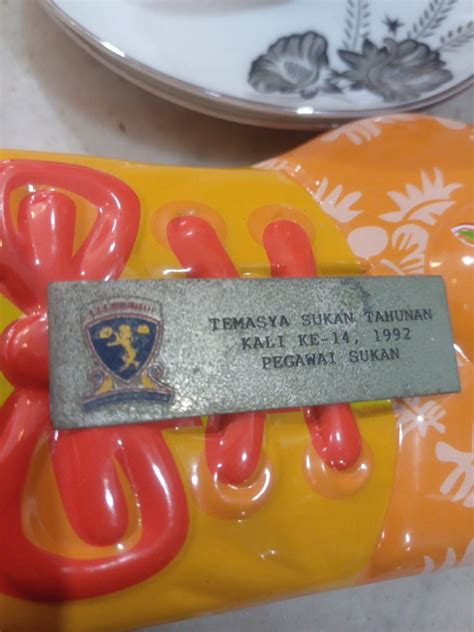 TEMASYA SUKAN TAHUNAN
KALI KE-14, 1992
PEGAWAI SUKAN